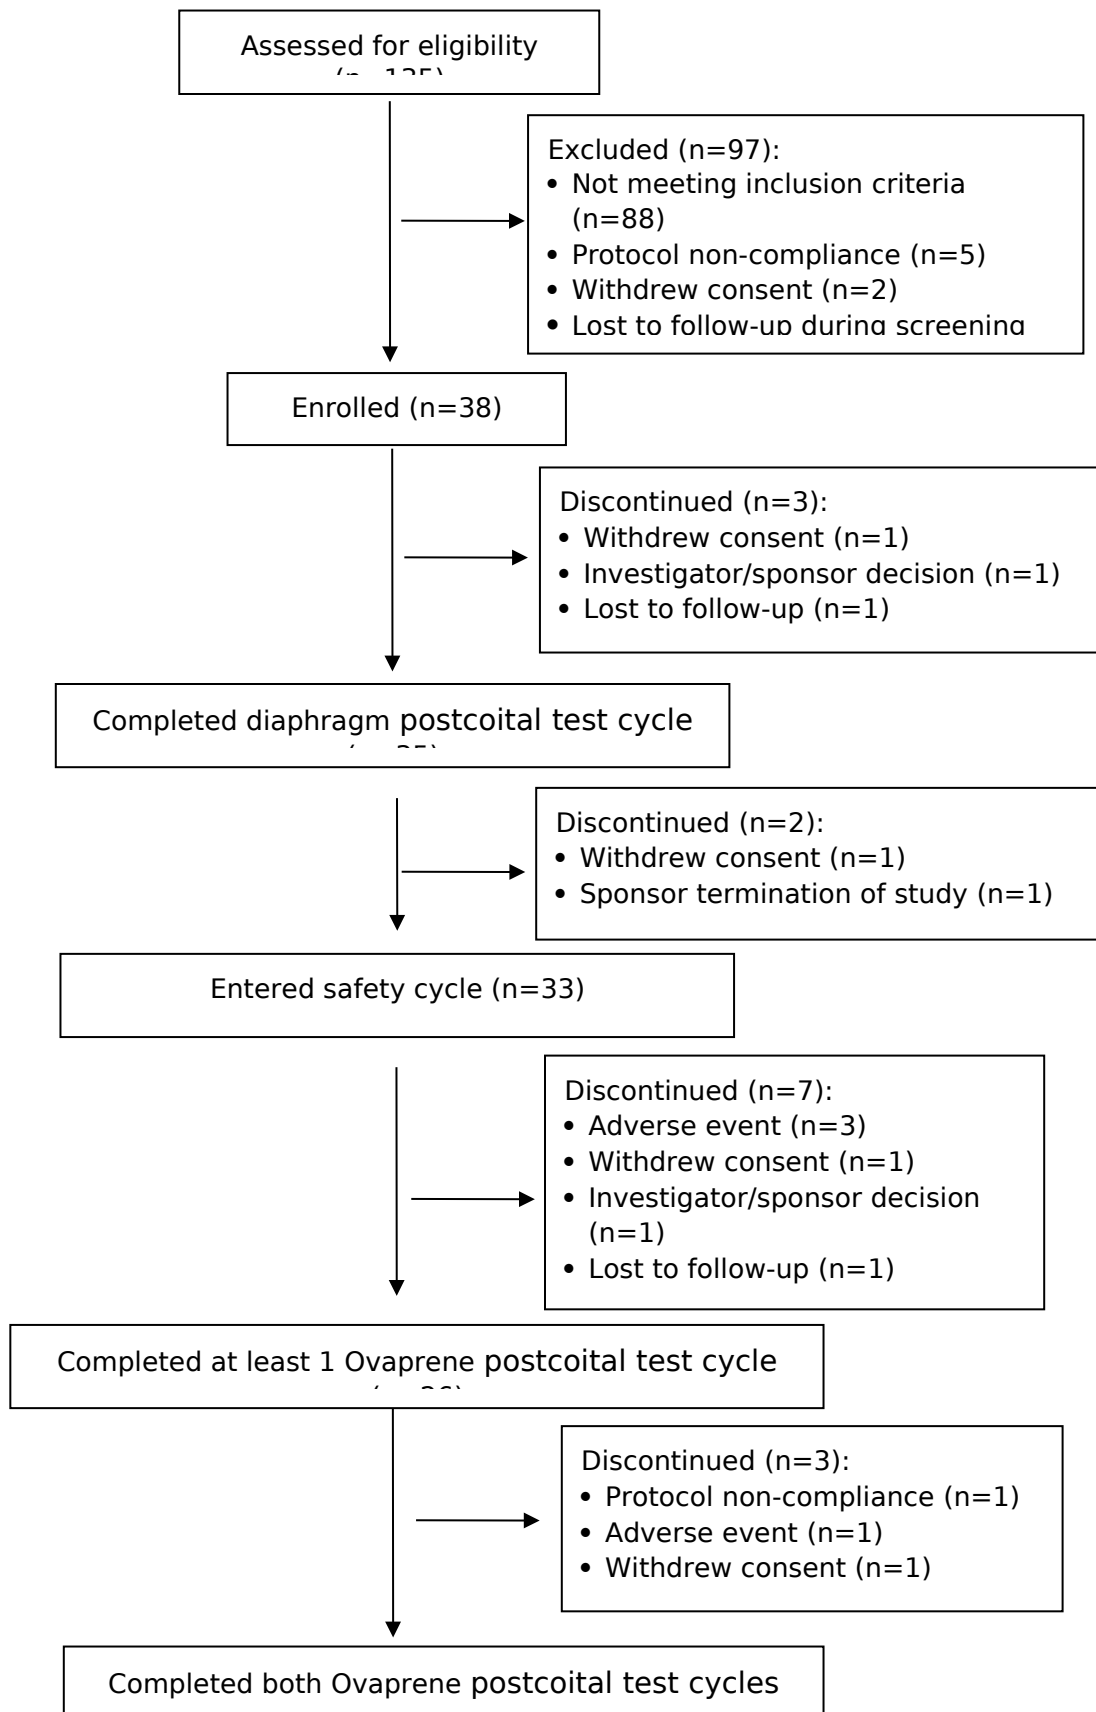 Assessed for eligibility
(n=135)
Excluded (n=97):
• Not meeting inclusion criteria
(n=88)
• Protocol non-compliance (n=5)
• Withdrew consent (n=2)
• Lost to follow-up during screening
Enrolled (n=38)
Discontinued (n=3):
• Withdrew consent (n=1)
• Investigator/sponsor decision (n=1)
• Lost to follow-up (n=1)
Completed diaphragm postcoital test cycle
Discontinued (n=2):
• Withdrew consent (n=1)
• Sponsor termination of study (n=1)
Entered safety cycle (n=33)
Discontinued (n=7):
• Adverse event (n=3)
• Withdrew consent (n=1)
• Investigator/sponsor decision
(n=1)
• Lost to follow-up (n=1)
Completed at least 1 Ovaprene postcoital test cycle
Discontinued (n=3):
• Protocol non-compliance (n=1)
• Adverse event (n=1)
• Withdrew consent (n=1)
Completed both Ovaprene postcoital test cycles